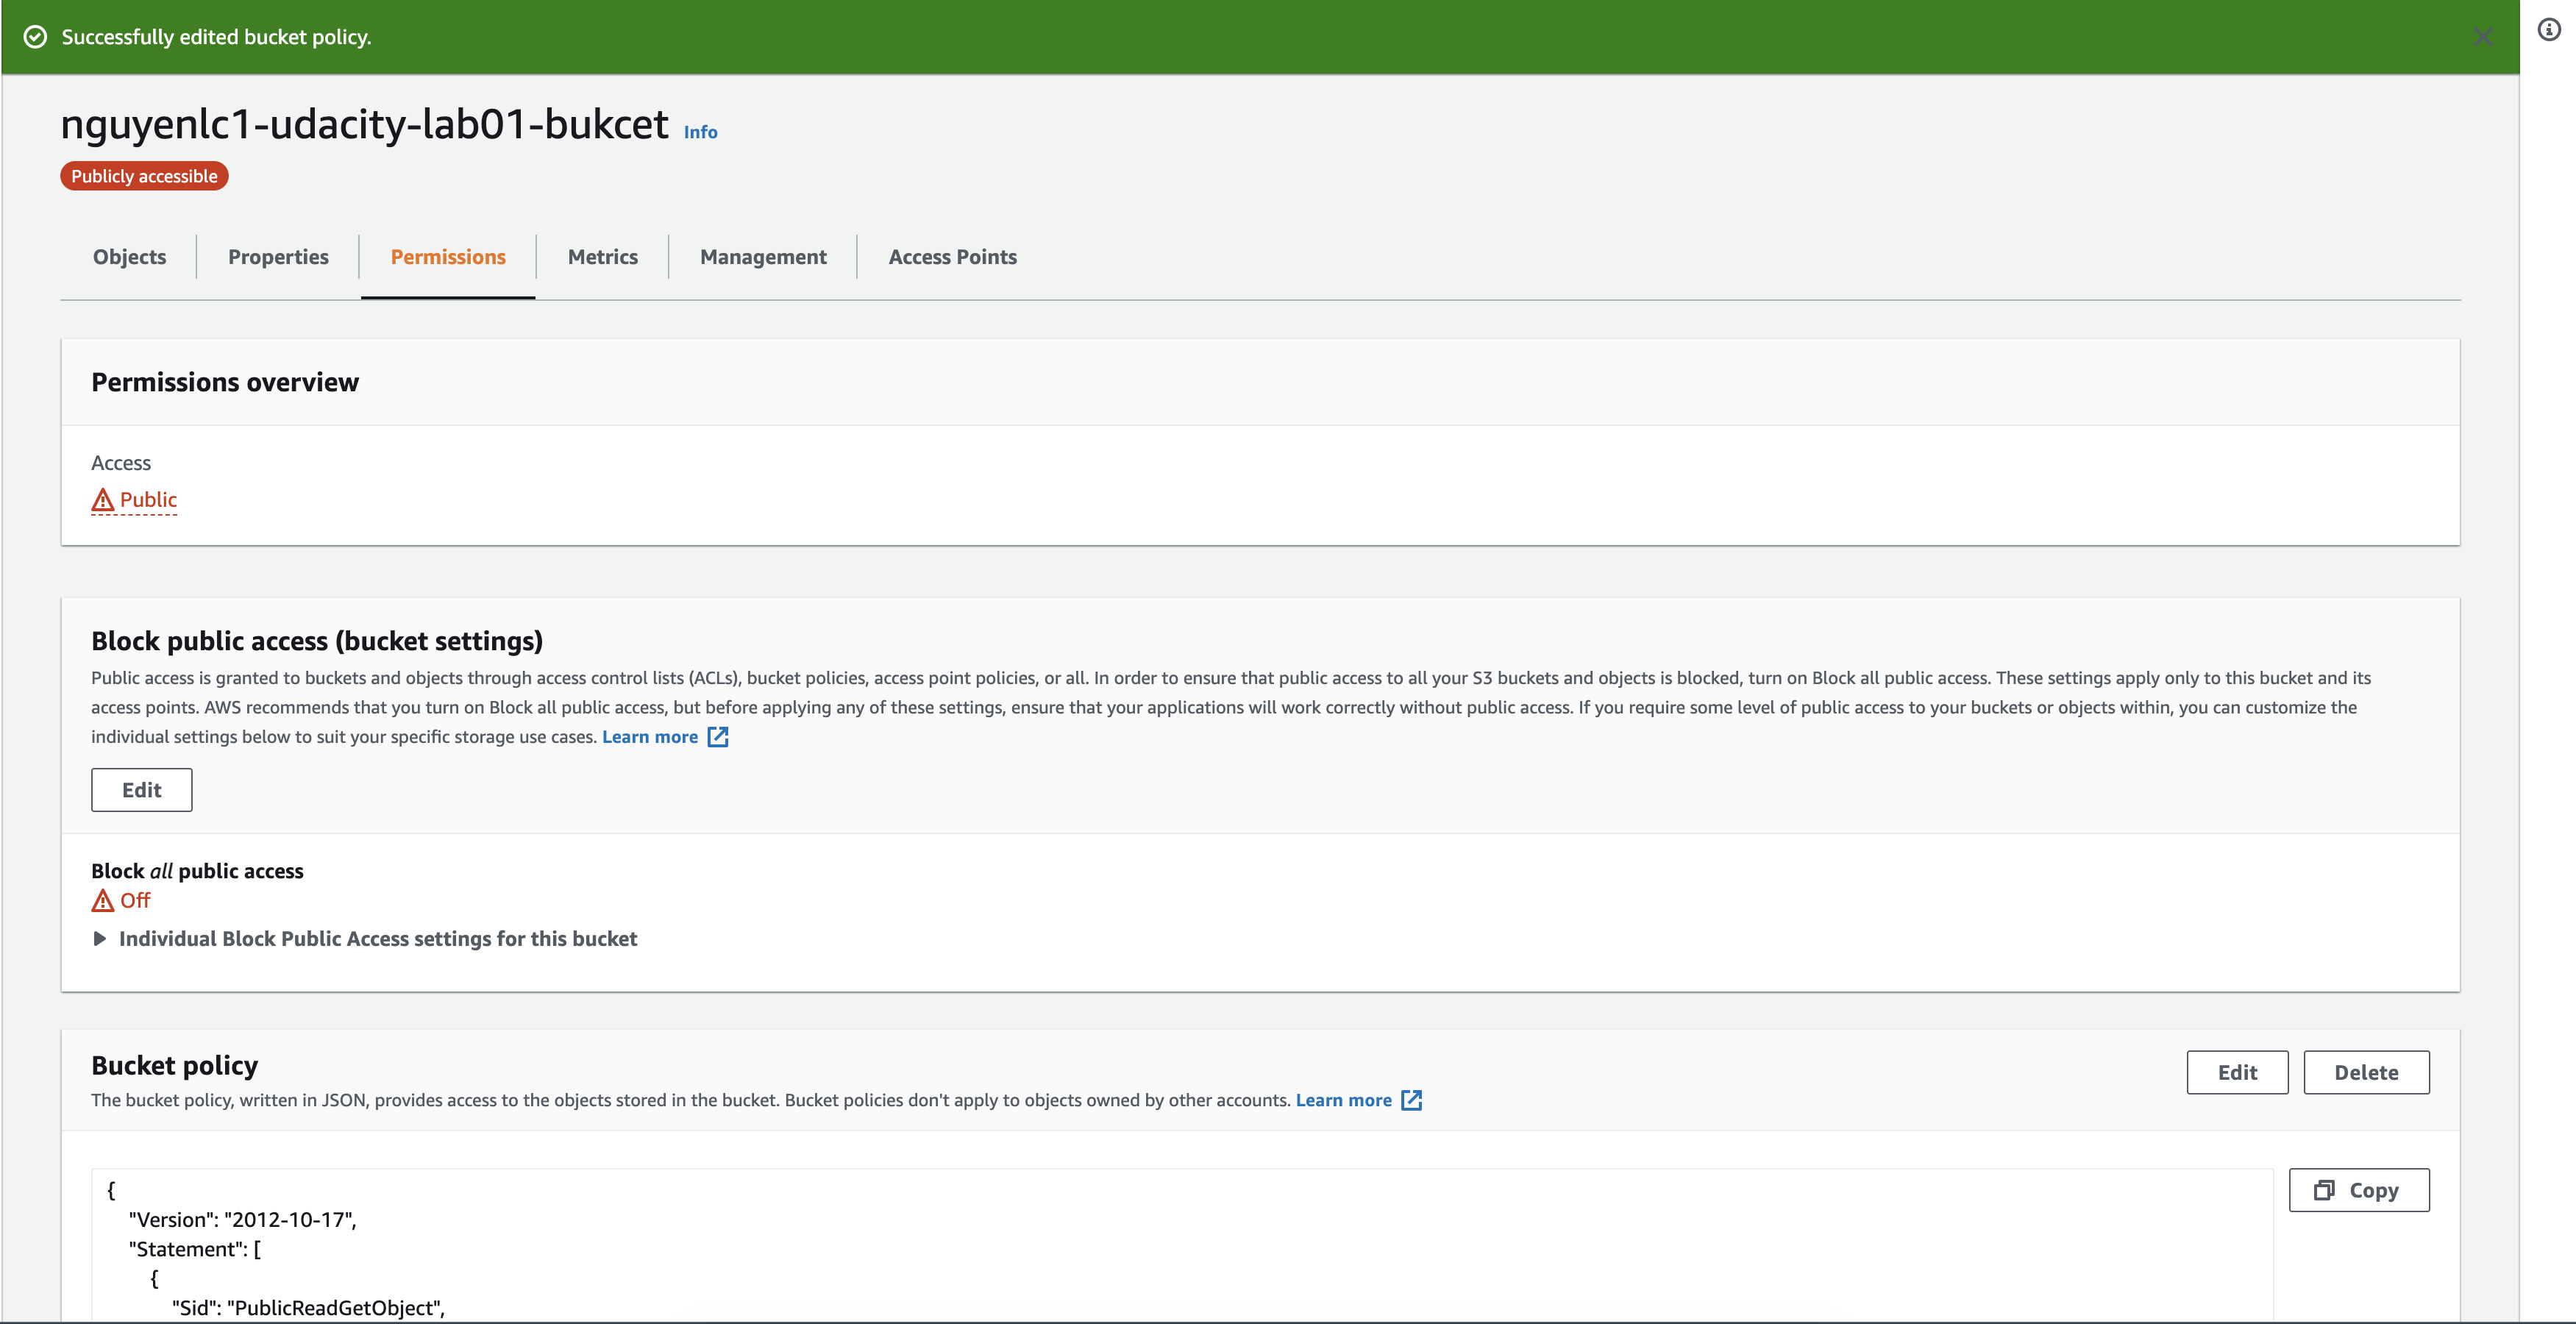 Successfully edited bucket policy.
nguyenlc1-udacity-lab01-bukcet Info
Publicly accessible
Objects Properties Permissions Metrics Management Access Points
Permissions overview
Access
Public
Block public access (bucket settings)
Public access is granted to buckets and objects through access control lists (ACLs), bucket policies, access point policies, or all. In order to ensure that public access to all your S3 buckets and objects is blocked, turn on Block all public access. These settings apply only to this bucket and its
access points. AWS recommends that you turn on Block all public access, but before applying any of these settings, ensure that your applications will work correctly without public access. If you require some level of public access to your buckets or objects within, you can customize the
individual settings below to suit your specific storage use cases. Learn more
Edit
Block all public access
Off
Individual Block Public Access settings for this bucket
Bucket policy
Edit Delete
The bucket policy, written in JSON, provides access to the objects stored in the bucket. Bucket policies don't apply to objects owned by other accounts. Learn more
{
Copy
"Version": "2012-10-17",
"Statement": [
{
"Sid": "PublicReadGetObject",